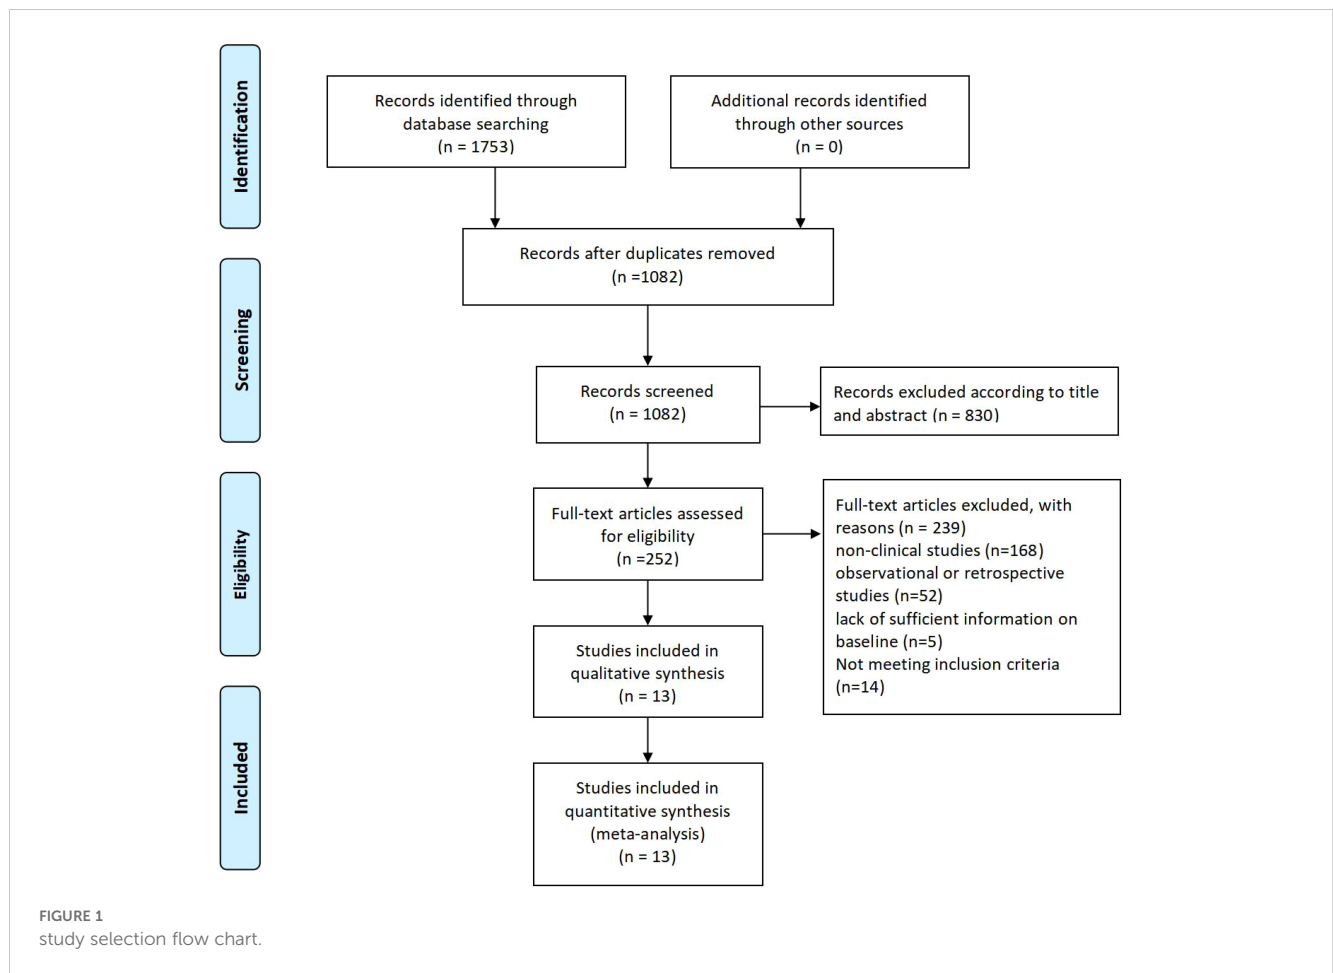 Identification
Records identified through
database searching
(n = 1753)
Additional records identified
through other sources
(n = 0)
Records after duplicates removed
(n =1082)
Screening
Records screened
(n = 1082)
Records excluded according to title
and abstract (n = 830)
Eligibility
Full-text articles assessed
for eligibility
(n =252)
Full-text articles excluded, with
reasons (n = 239)
non-clinical studies (n=168)
observational or retrospective
studies (n=52)
lack of sufficient information on
baseline (n=5)
Not meeting inclusion criteria
(n=14)
Studies included in
qualitative synthesis
(n = 13)
Included
Studies included in
quantitative synthesis
(meta-analysis)
(n = 13)
FIGURE 1
study selection flow chart.